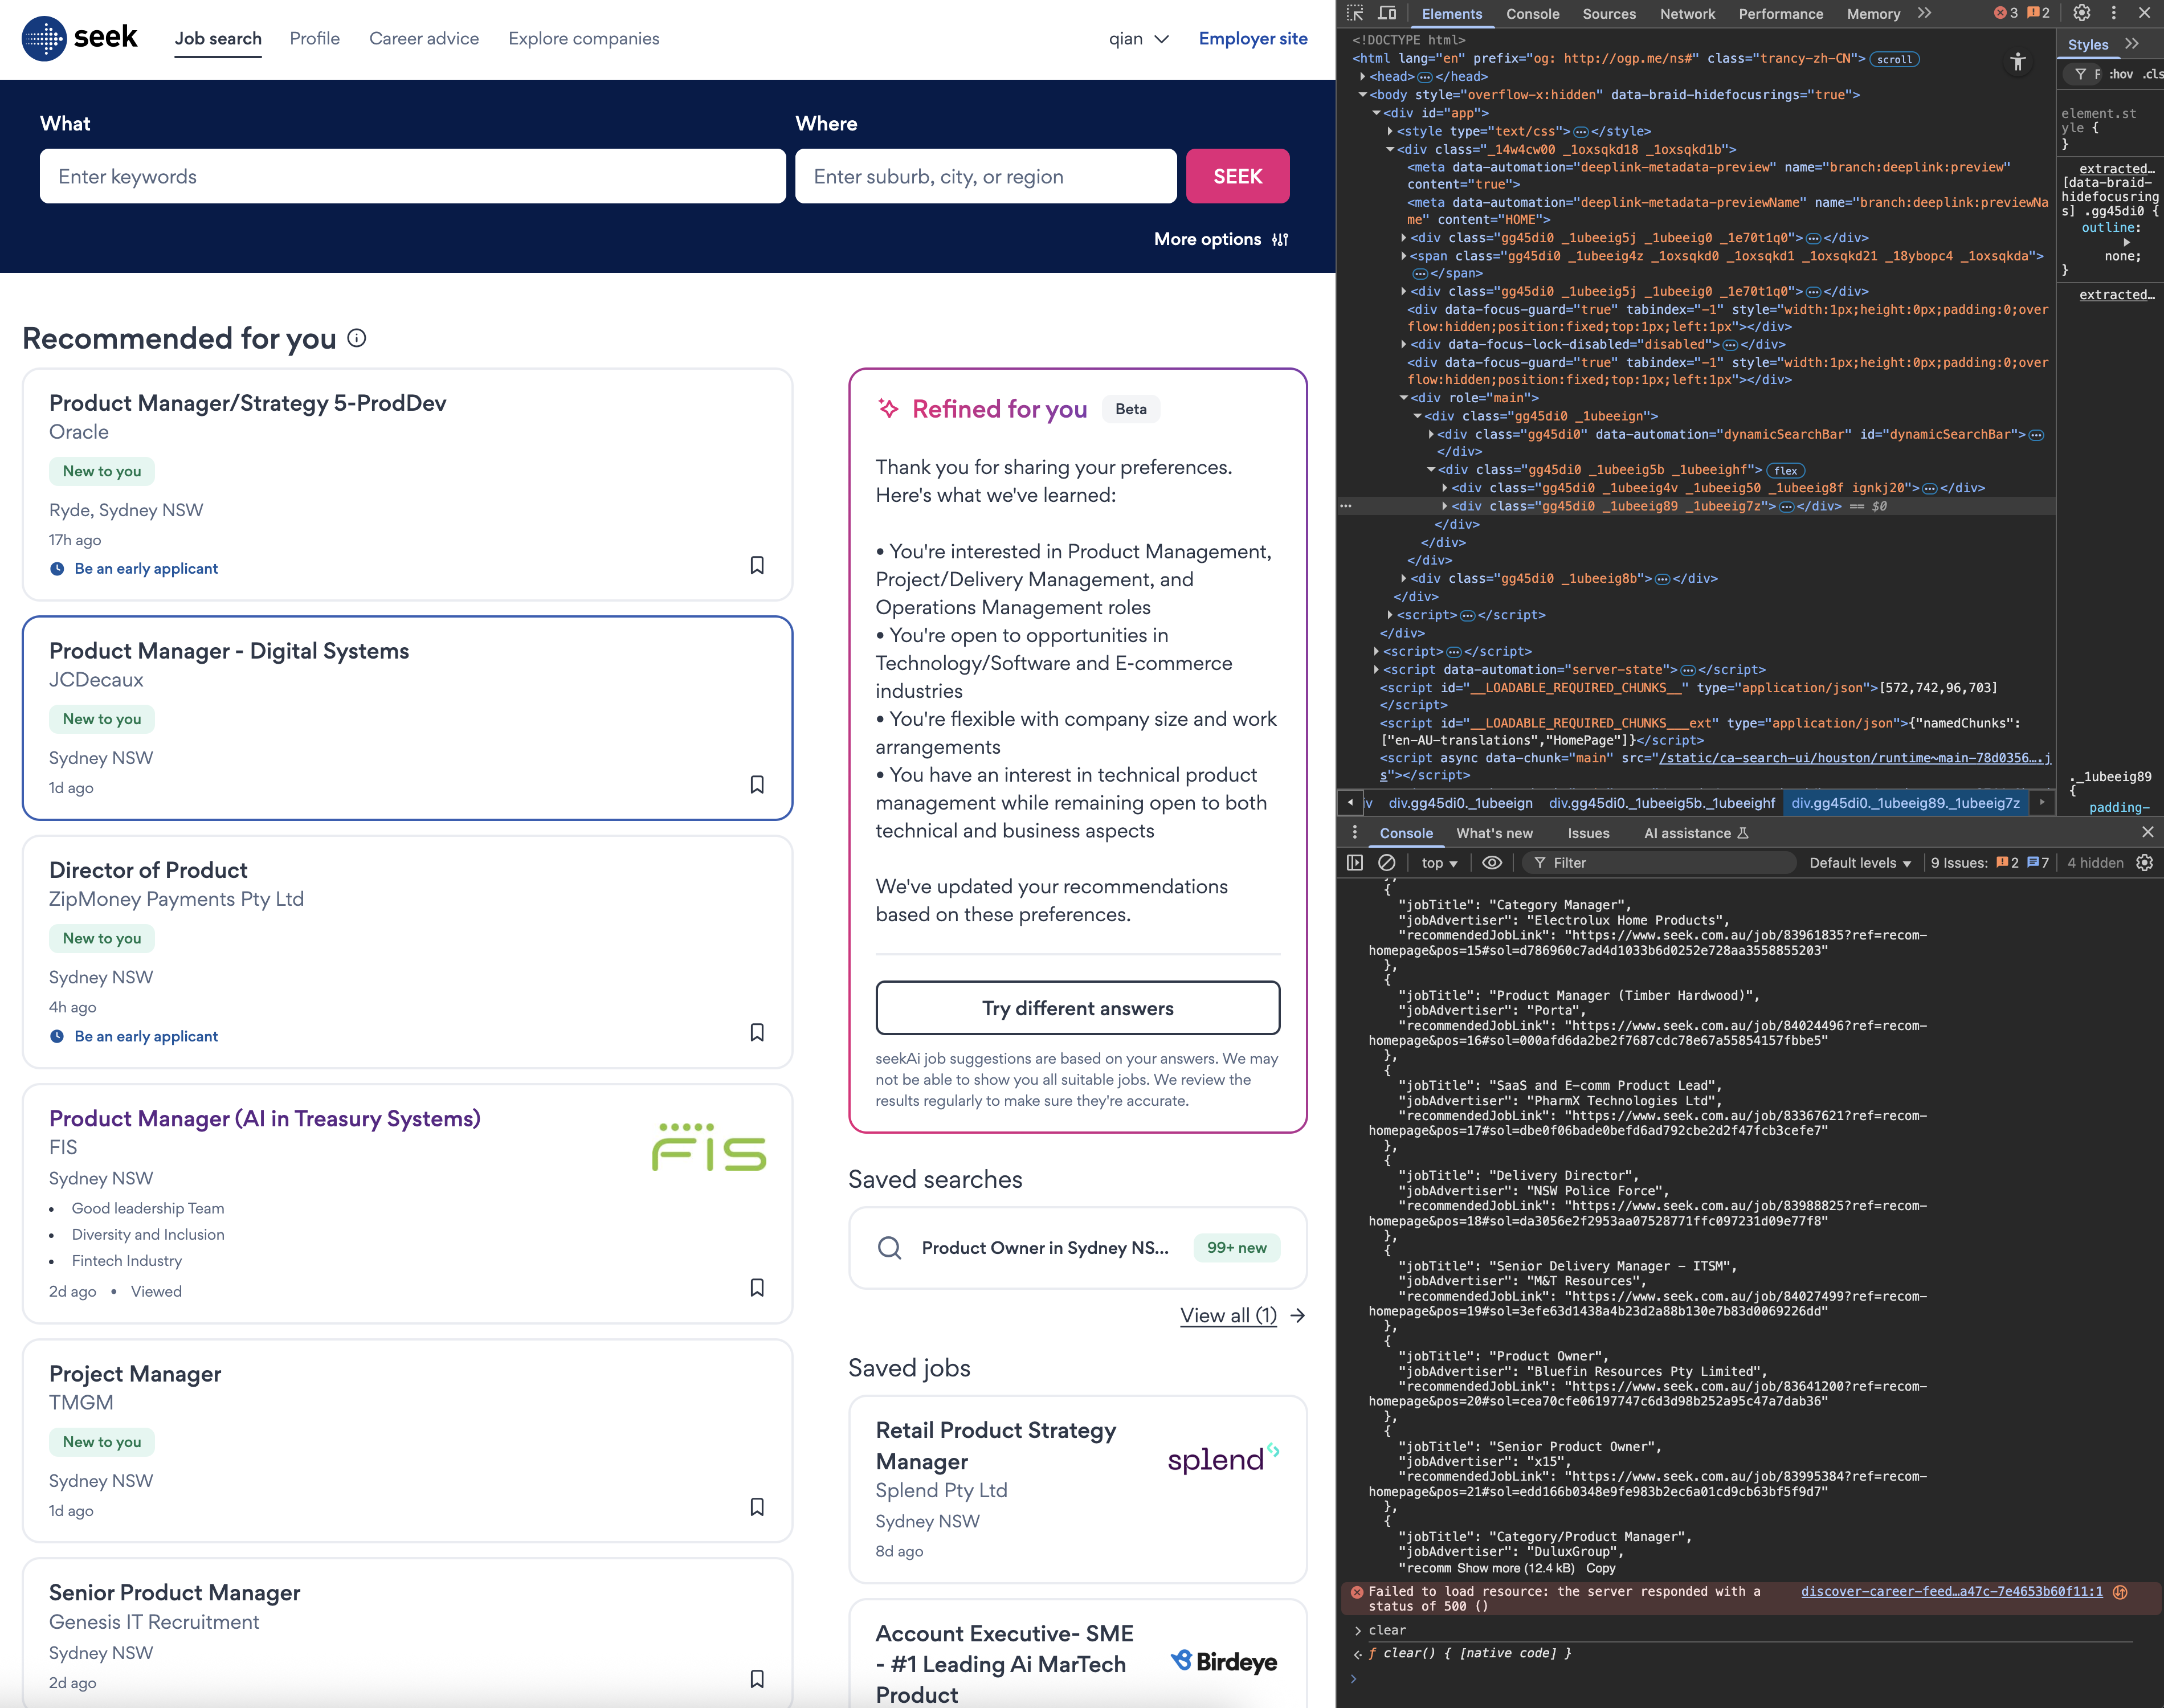 seek
Job search
Profile
Career advice
Explore companies
qian
Employer site
What
Where
Enter keywords
Enter suburb, city, or region
SEEK
More options
Recommended for you
Product Manager/Strategy 5-ProdDev
Oracle
New to you
Ryde, Sydney NSW
17h ago
Be an early applicant
Product Manager - Digital Systems
JCDecaux
New to you
Sydney NSW
1d ago
Director of Product
ZipMoney Payments Pty Ltd
New to you
Sydney NSW
4h ago
Be an early applicant
Product Manager (AI in Treasury Systems)
FIS
FIS
Sydney NSW
• Good leadership Team
• Diversity and Inclusion
• Fintech Industry
2d ago • Viewed
Project Manager
TMGM
New to you
Sydney NSW
1d ago
Senior Product Manager
Genesis IT Recruitment
Sydney NSW
2d ago
Refined for you
Beta
Thank you for sharing your preferences.
Here's what we've learned:
• You're interested in Product Management,
Project/Delivery Management, and
Operations Management roles
• You're open to opportunities in
Technology/Software and E-commerce
industries
• You're flexible with company size and work
arrangements
• You have an interest in technical product
management while remaining open to both
technical and business aspects
We've updated your recommendations
based on these preferences.
Try different answers
seekAi job suggestions are based on your answers. We may
not be able to show you all suitable jobs. We review the
results regularly to make sure they're accurate.
Saved searches
Product Owner in Sydney NS...
99+ new
View all (1)
Saved jobs
Retail Product Strategy
Manager
splend
Splend Pty Ltd
Sydney NSW
8d ago
Account Executive- SME
- #1 Leading Ai MarTech
Product
Birdeye
Elements
Console
Sources
Network
Performance
Memory
3
2
<!DOCTYPE html>
<html lang="en" prefix="og: http://ogp.me/ns#" class="trancy-zh-CN"> scroll
<head> </head>
<body style="overflow-x:hidden" data-braid-hidefocusrings="true">
<div id="app">
<style type="text/css"> </style>
<div class="_14w4cw00 _1oxsqkd18 _1oxsqkd1b">
<meta data-automation="deeplink-metadata-preview" name="branch:deeplink:preview"
content="true">
<meta data-automation="deeplink-metadata-previewName" name="branch:deeplink:previewNa
me" content="HOME">
<div class="gg45di0 _1ubeeig5j _1ubeeig0 _1e70t1q0"> </div>
<span class="gg45di0 _1ubeeig4z _1oxsqkd0 _1oxsqkd1 _1oxsqkd21 _18ybopc4 _1oxsqkda">
</span>
<div class="gg45di0 _1ubeeig5j _1ubeeig0 _1e70t1q0"> </div>
<div data-focus-guard="true" tabindex="-1" style="width:1px;height:0px;padding:0;over
flow:hidden;position:fixed;top:1px;left:1px"></div>
<div data-focus-lock-disabled="disabled"> </div>
<div data-focus-guard="true" tabindex="-1" style="width:1px;height:0px;padding:0;over
flow:hidden;position:fixed;top:1px;left:1px"></div>
<div role="main">
<div class="gg45di0 _1ubeeign">
<div class="gg45di0" data-automation="dynamicSearchBar" id="dynamicSearchBar">
</div>
<div class="gg45di0 _1ubeeig5b _1ubeeighf"> flex
<div class="gg45di0 _1ubeeig4v _1ubeeig50 _1ubeeig8f ignkj20"> </div>
<div class="gg45di0 _1ubeeig89 _1ubeeig7z"> </div> == $0
</div>
</div>
</div>
<div class="gg45di0 _1ubeeig8b"> </div>
</div>
<script> </script>
</div>
<script> </script>
<script data-automation="server-state"> </script>
<script id="__LOADABLE_REQUIRED_CHUNKS__" type="application/json">[572,742,96,703]
</script>
<script id="__LOADABLE_REQUIRED_CHUNKS___ext" type="application/json">{"namedChunks":
["en-AU-translations","HomePage"]}</script>
<script async data-chunk="main" src="/static/ca-search-ui/houston/runtime~main-78d0356….j
s"></script>
v div.gg45di0._1ubeeign div.gg45di0._1ubeeig5b._1ubeeighf div.gg45di0._1ubeeig89._1ubeeig7z
Styles
F :hov .cls
element.st
yle {
}
extracted…
[data-braid-
hidefocusring
s] .gg45di0 {
outline:
none;
}
extracted…
._1ubeeig89
{
padding-
Console
What's new
Issues
AI assistance
top
Filter
Default levels
9 Issues: 2 7
4 hidden
},
{
"jobTitle": "Category Manager",
"jobAdvertiser": "Electrolux Home Products",
"recommendedJobLink": "https://www.seek.com.au/job/83961835?ref=recom-
homepage&pos=15#sol=d786960c7ad4d1033b6d0252e728aa3558855203"
},
{
"jobTitle": "Product Manager (Timber Hardwood)",
"jobAdvertiser": "Porta",
"recommendedJobLink": "https://www.seek.com.au/job/84024496?ref=recom-
homepage&pos=16#sol=000afd6da2be2f7687cdc78e67a55854157fbbe5"
},
{
"jobTitle": "SaaS and E-comm Product Lead",
"jobAdvertiser": "PharmX Technologies Ltd",
"recommendedJobLink": "https://www.seek.com.au/job/83367621?ref=recom-
homepage&pos=17#sol=dbe0f06bade0befd6ad792cbe2d2f47fcb3cefe7"
},
{
"jobTitle": "Delivery Director",
"jobAdvertiser": "NSW Police Force",
"recommendedJobLink": "https://www.seek.com.au/job/83988825?ref=recom-
homepage&pos=18#sol=da3056e2f2953aa07528771ffc097231d09e77f8"
},
{
"jobTitle": "Senior Delivery Manager - ITSM",
"jobAdvertiser": "M&T Resources",
"recommendedJobLink": "https://www.seek.com.au/job/84027499?ref=recom-
homepage&pos=19#sol=3efe63d1438a4b23d2a88b130e7b83d0069226dd"
},
{
"jobTitle": "Product Owner",
"jobAdvertiser": "Bluefin Resources Pty Limited",
"recommendedJobLink": "https://www.seek.com.au/job/83641200?ref=recom-
homepage&pos=20#sol=cea70cfe06197747c6d3d98b252a95c47a7dab36"
},
{
"jobTitle": "Senior Product Owner",
"jobAdvertiser": "x15",
"recommendedJobLink": "https://www.seek.com.au/job/83995384?ref=recom-
homepage&pos=21#sol=edd166b0348e9fe983b2ec6a01cd9cb63bf5f9d7"
},
{
"jobTitle": "Category/Product Manager",
"jobAdvertiser": "DuluxGroup",
"recomm Show more (12.4 kB) Copy
Failed to load resource: the server responded with a discover-career-feed…a47c-7e4653b60f11:1
status of 500 ()
clear
ƒ clear() { [native code] }